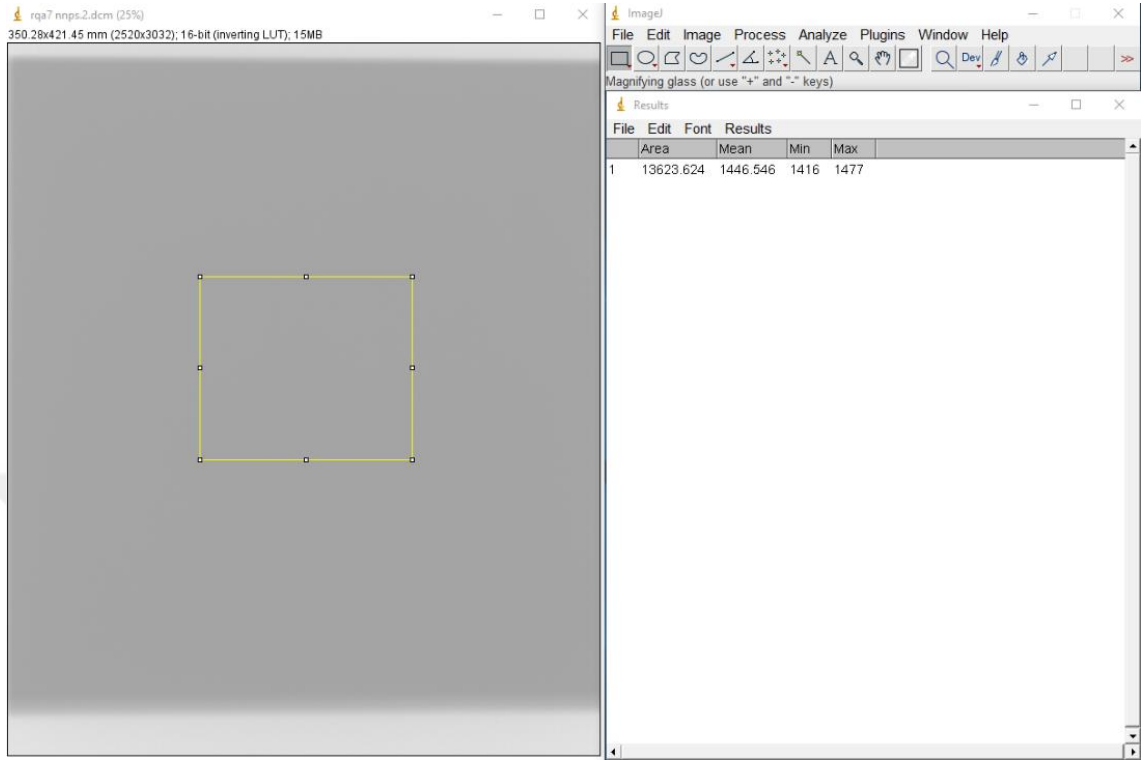 rqa7 nnps.2.dcm (25%)
350.28x421.45 mm (2520x3032); 16-bit (inverting LUT); 15MB
ImageJ
File Edit Image Process Analyze Plugins Window Help
A Dev >>
Magnifying glass (or use "+" and "-" keys)
Results
File Edit Font Results
Area Mean Min Max
1 13623.624 1446.546 1416 1477